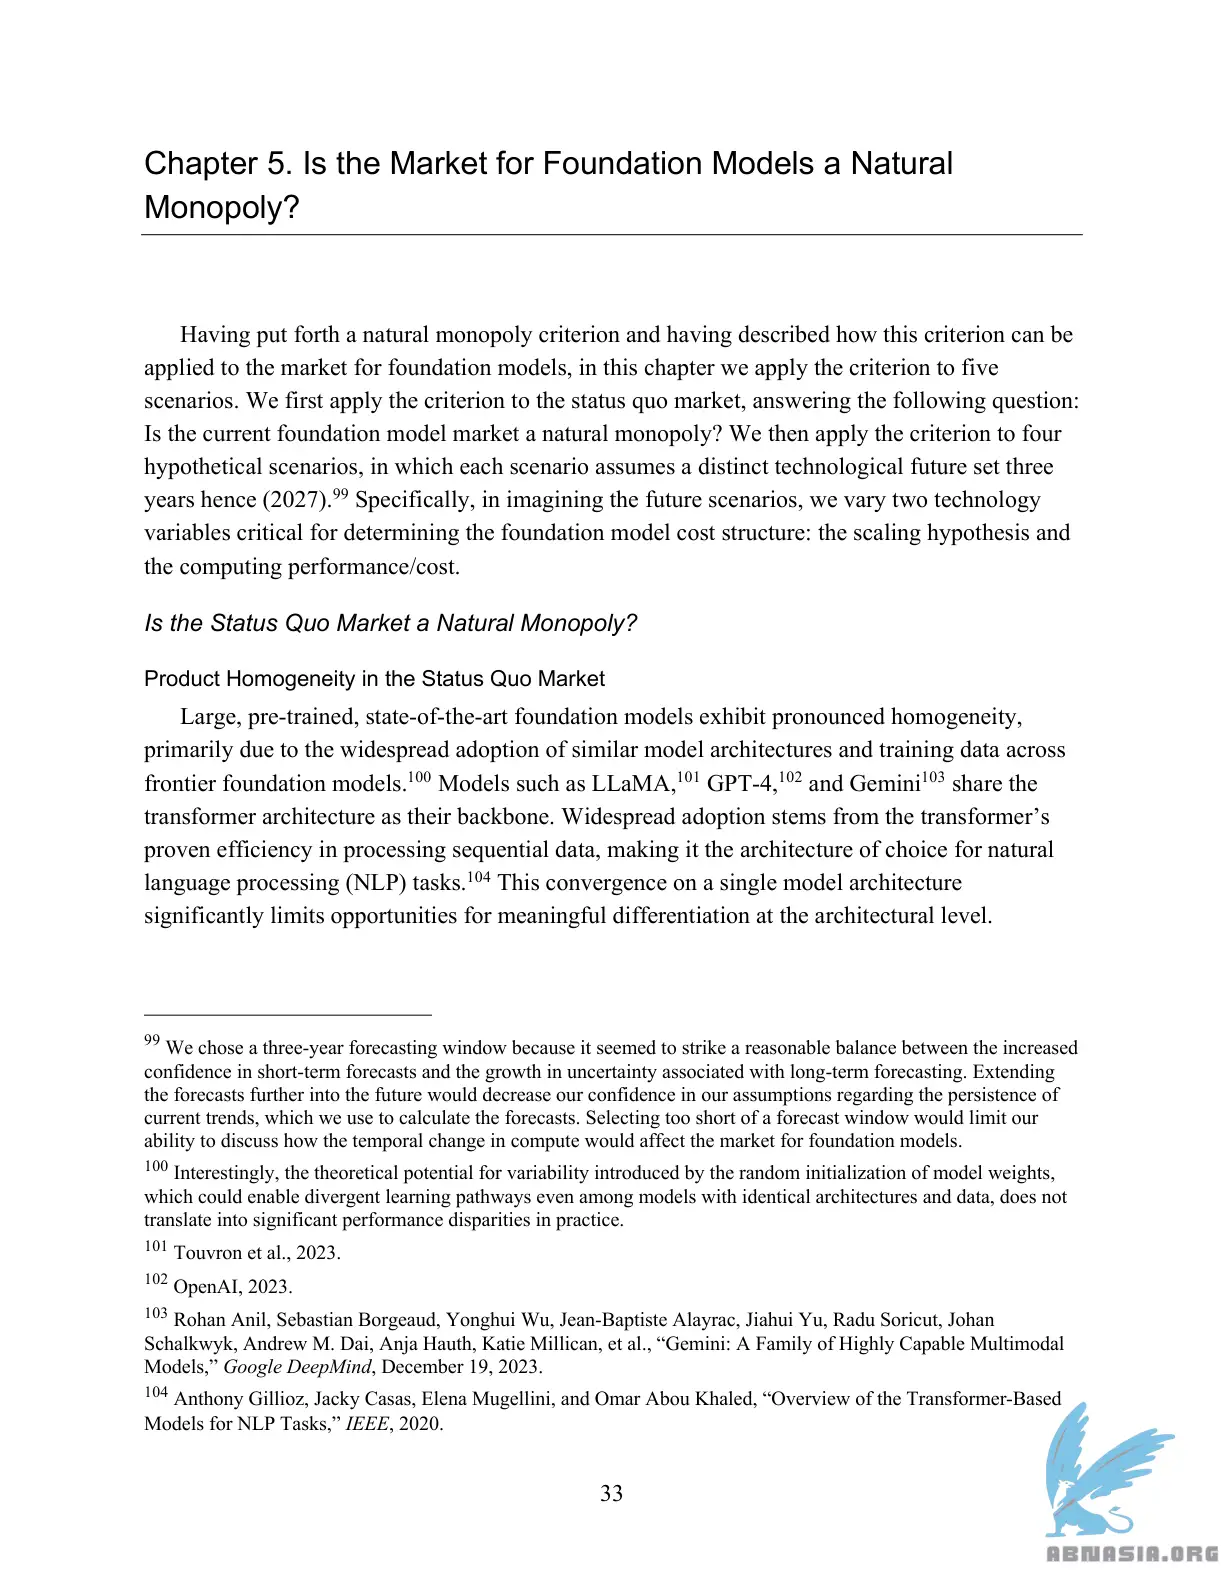 Chapter 5. Is the Market for Foundation Models a Natural
Monopoly?
Having put forth a natural monopoly criterion and having described how this criterion can be
applied to the market for foundation models, in this chapter we apply the criterion to five
scenarios. We first apply the criterion to the status quo market, answering the following question:
Is the current foundation model market a natural monopoly? We then apply the criterion to four
hypothetical scenarios, in which each scenario assumes a distinct technological future set three
years hence (2027).99 Specifically, in imagining the future scenarios, we vary two technology
variables critical for determining the foundation model cost structure: the scaling hypothesis and
the computing performance/cost.
Is the Status Quo Market a Natural Monopoly?
Product Homogeneity in the Status Quo Market
Large, pre-trained, state-of-the-art foundation models exhibit pronounced homogeneity,
primarily due to the widespread adoption of similar model architectures and training data across
frontier foundation models.100 Models such as LLaMA,101 GPT-4,102 and Gemini103 share the
transformer architecture as their backbone. Widespread adoption stems from the transformer’s
proven efficiency in processing sequential data, making it the architecture of choice for natural
language processing (NLP) tasks.104 This convergence on a single model architecture
significantly limits opportunities for meaningful differentiation at the architectural level.
99 We chose a three-year forecasting window because it seemed to strike a reasonable balance between the increased
confidence in short-term forecasts and the growth in uncertainty associated with long-term forecasting. Extending
the forecasts further into the future would decrease our confidence in our assumptions regarding the persistence of
current trends, which we use to calculate the forecasts. Selecting too short of a forecast window would limit our
ability to discuss how the temporal change in compute would affect the market for foundation models.
100 Interestingly, the theoretical potential for variability introduced by the random initialization of model weights,
which could enable divergent learning pathways even among models with identical architectures and data, does not
translate into significant performance disparities in practice.
101 Touvron et al., 2023.
102 OpenAI, 2023.
103 Rohan Anil, Sebastian Borgeaud, Yonghui Wu, Jean-Baptiste Alayrac, Jiahui Yu, Radu Soricut, Johan
Schalkwyk, Andrew M. Dai, Anja Hauth, Katie Millican, et al., “Gemini: A Family of Highly Capable Multimodal
Models,” Google DeepMind, December 19, 2023.
104 Anthony Gillioz, Jacky Casas, Elena Mugellini, and Omar Abou Khaled, “Overview of the Transformer-Based
Models for NLP Tasks,” IEEE, 2020.
33
ABNASIA.ORG